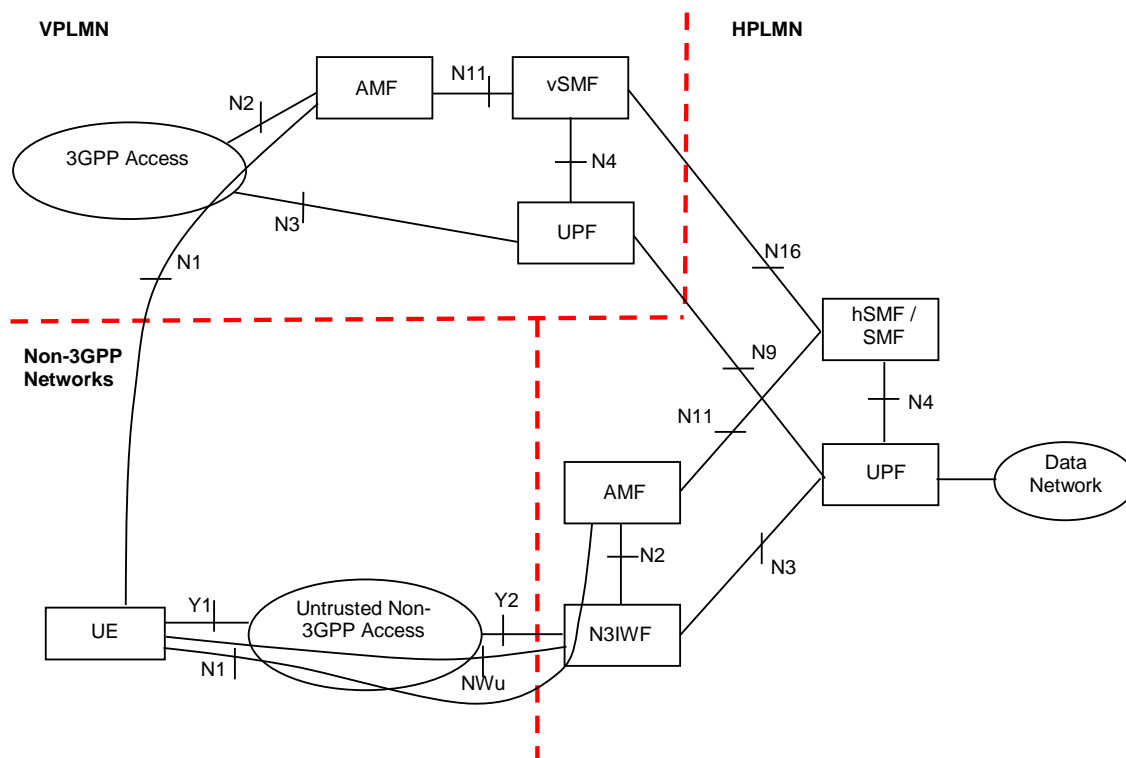 VPLMN
HPLMN
N11
AMF
vSMF
N2
3GPP Access
N4
N3
UPF
N1
N16
hSMF /
SMF
Non-3GPP
Networks
N9
N4
N11
AMF
UPF
Data
Network
N2
N3
Y1
Untrusted Non-
3GPP Access
Y2
UE
N3IWF
N1
NWu